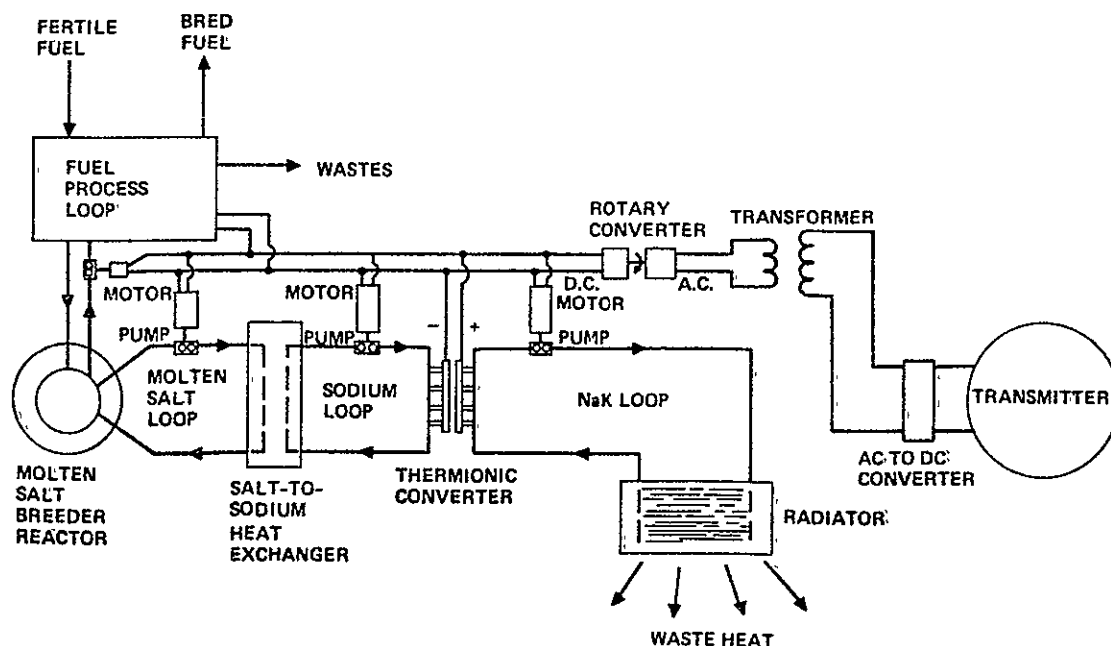 FERTILE
FUEL
BRED
FUEL
FUEL
PROCESS
LOOP
WASTES
ROTARY
CONVERTER
TRANSFORMER
MOTOR
MOTOR
D.C.
MOTOR
A.C.
PUMP
PUMP
PUMP
- +
MOLTEN
SALT
LOOP
SODIUM
LOOP
NaK LOOP
TRANSMITTER
MOLTEN
SALT
BREEDER
REACTOR
SALT-TO-
SODIUM
HEAT
EXCHANGER
THERMIONIC
CONVERTER
AC TO DC
CONVERTER
RADIATOR
WASTE HEAT